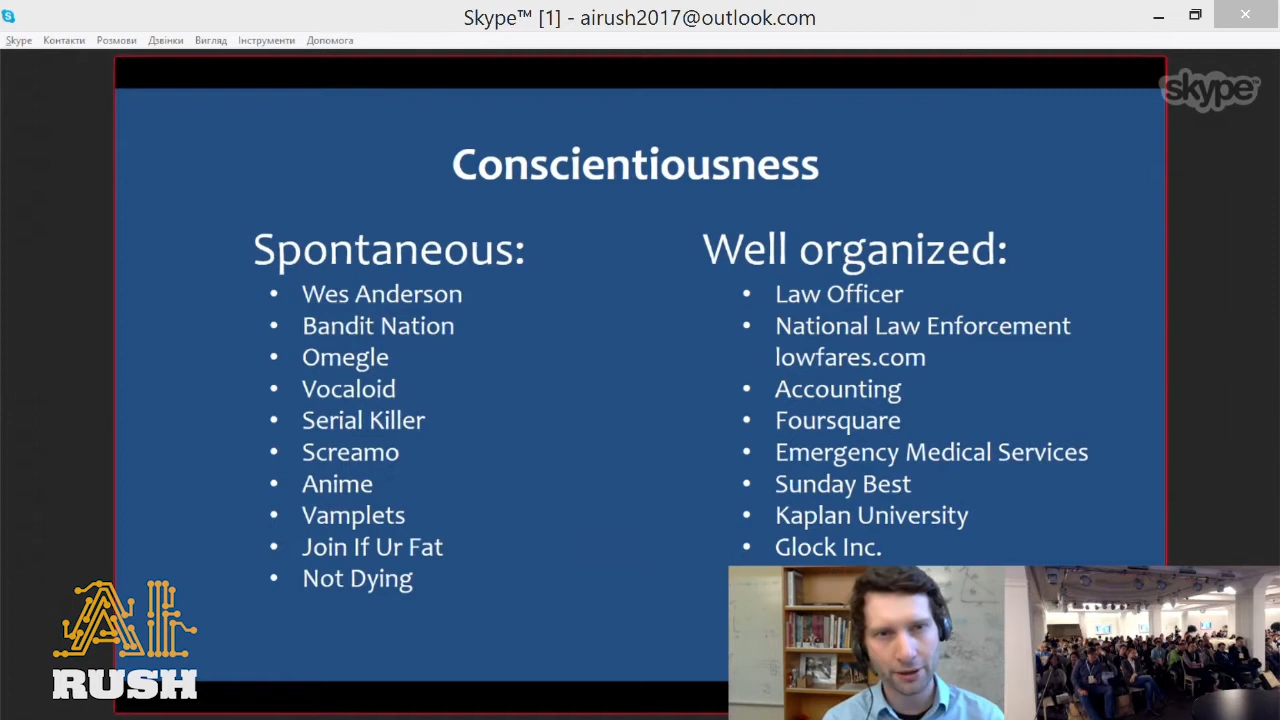 Skype™ [1] - airush2017@outlook.com
Skype Контакти Розмови Дзвінки Вигляд Інструменти Допомога
skype™
Conscientiousness
Spontaneous:
• Wes Anderson
• Bandit Nation
• Omegle
• Vocaloid
• Serial Killer
• Screamo
• Anime
• Vamplets
• Join If Ur Fat
• Not Dying
Well organized:
• Law Officer
• National Law Enforcement
lowfares.com
• Accounting
• Foursquare
• Emergency Medical Services
• Sunday Best
• Kaplan University
• Glock Inc.
AI
RUSH